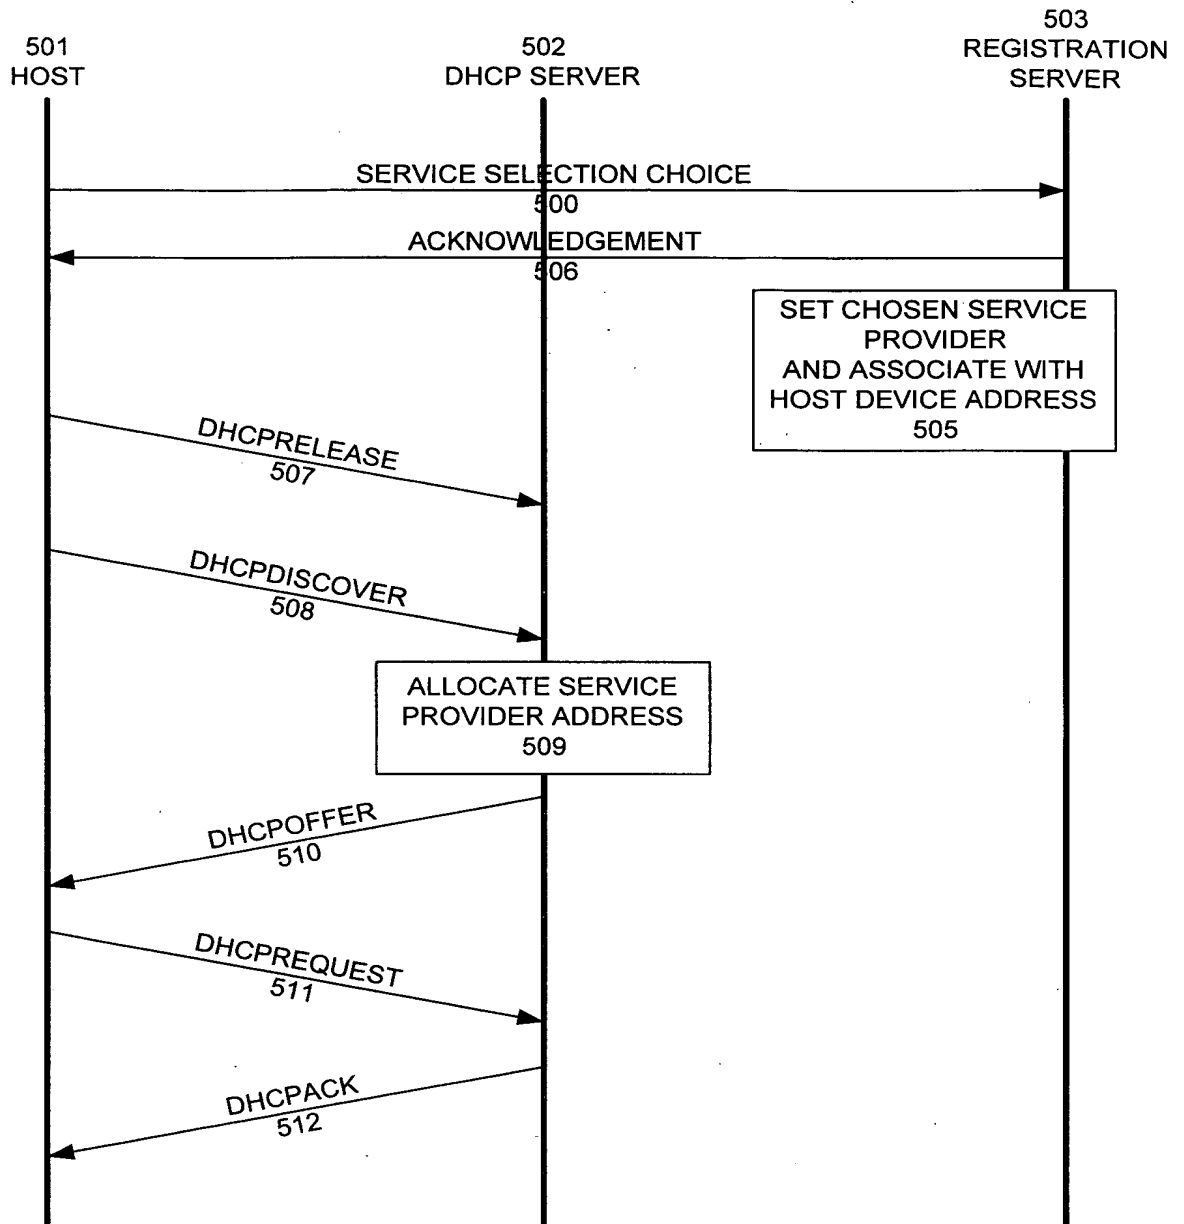 501
HOST
502
DHCP SERVER
503
REGISTRATION
SERVER
SERVICE SELECTION CHOICE
500
ACKNOWLEDGEMENT
506
SET CHOSEN SERVICE
PROVIDER
AND ASSOCIATE WITH
HOST DEVICE ADDRESS
505
DHCPRELEASE
507
DHCPDISCOVER
508
ALLOCATE SERVICE
PROVIDER ADDRESS
509
DHCPOFFER
510
DHCPREQUEST
511
DHCPACK
512